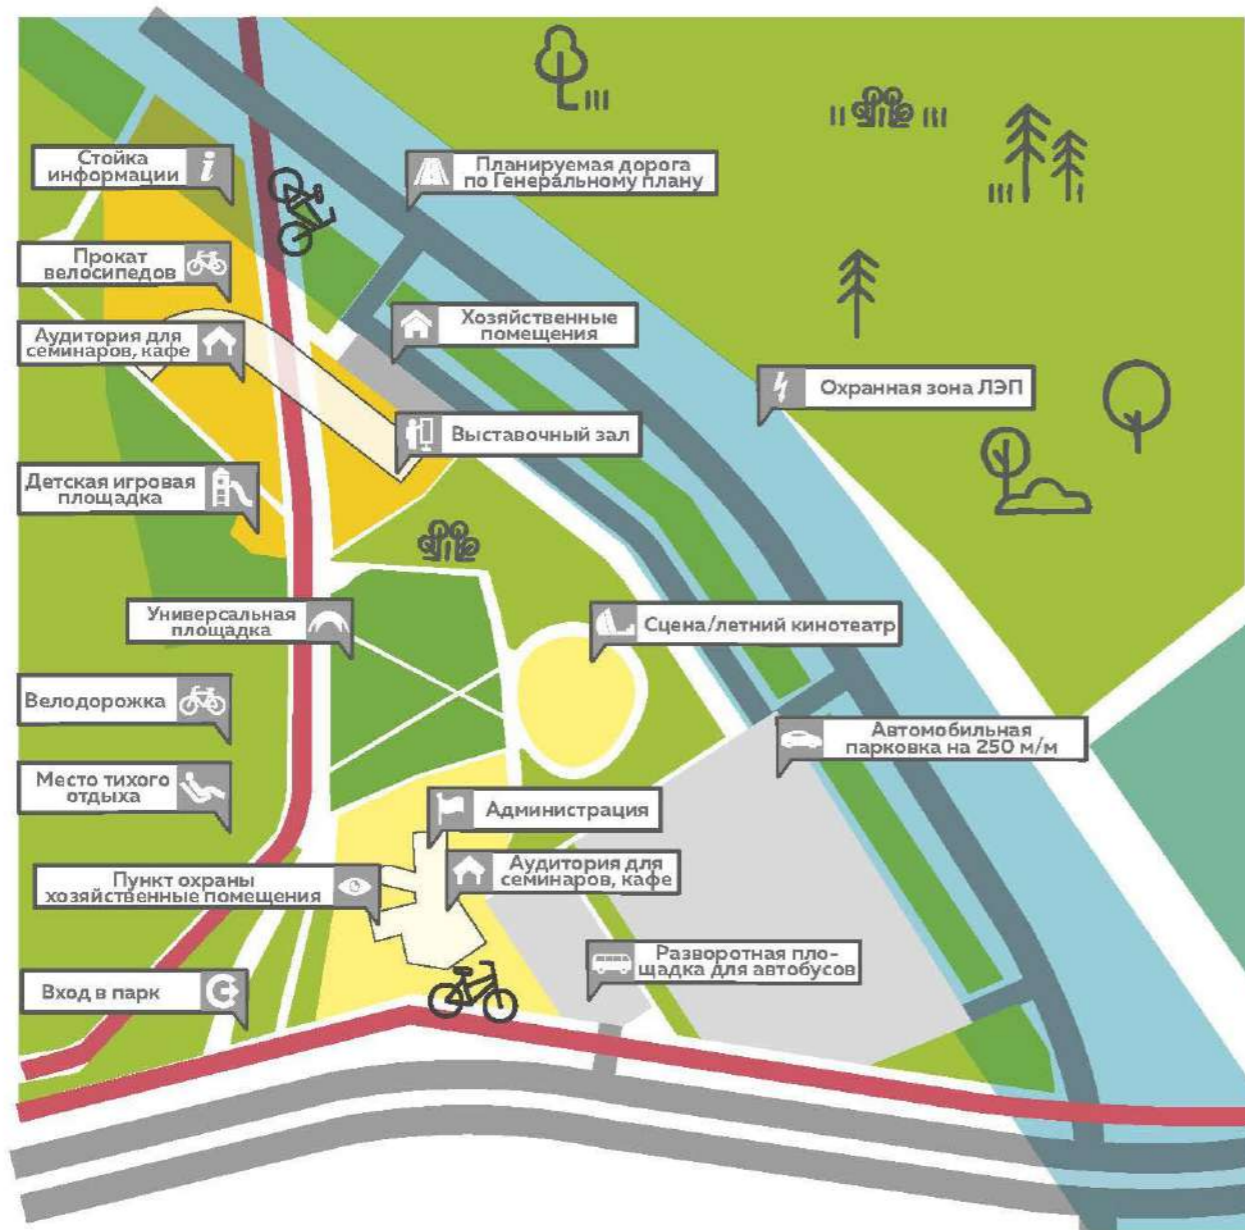 Стойка
информации
Планируемая дорога
по Генеральному плану
Прокат
велосипедов
Хозяйственные
помещения
Аудитория для
семинаров, кафе
Охранная зона ЛЭП
Выставочный зал
Детская игровая
площадка
Универсальная
площадка
Сцена/летний кинотеатр
Велодорожка
Автомобильная
парковка на 250 м/м
Место тихого
отдыха
Администрация
Аудитория для
семинаров, кафе
Пункт охраны
хозяйственные помещения
Разворотная пло-
щадка для автобусов
Вход в парк